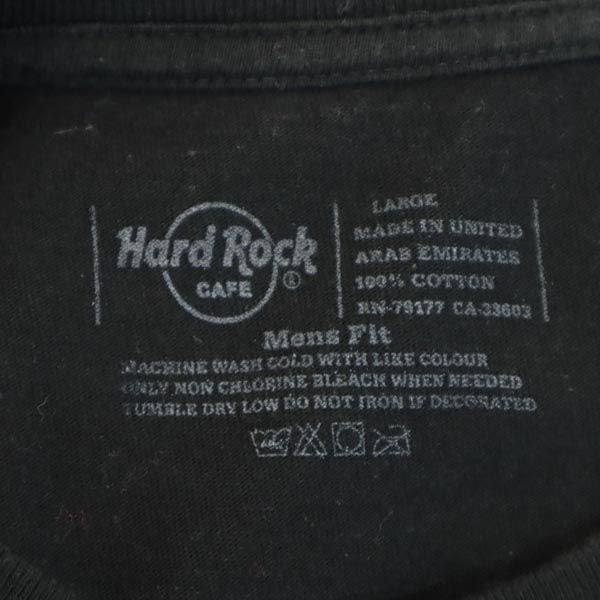 Hard Rock
CAFE
®
LARGE
MADE IN UNITED
ARAB EMIRATES
100% COTTON
RN-79177 CA-33603
Mens Fit
MACHINE WASH COLD WITH LIKE COLOUR
ONLY NON CHLORINE BLEACH WHEN NEEDED
TUMBLE DRY LOW DO NOT IRON IF DECORATED